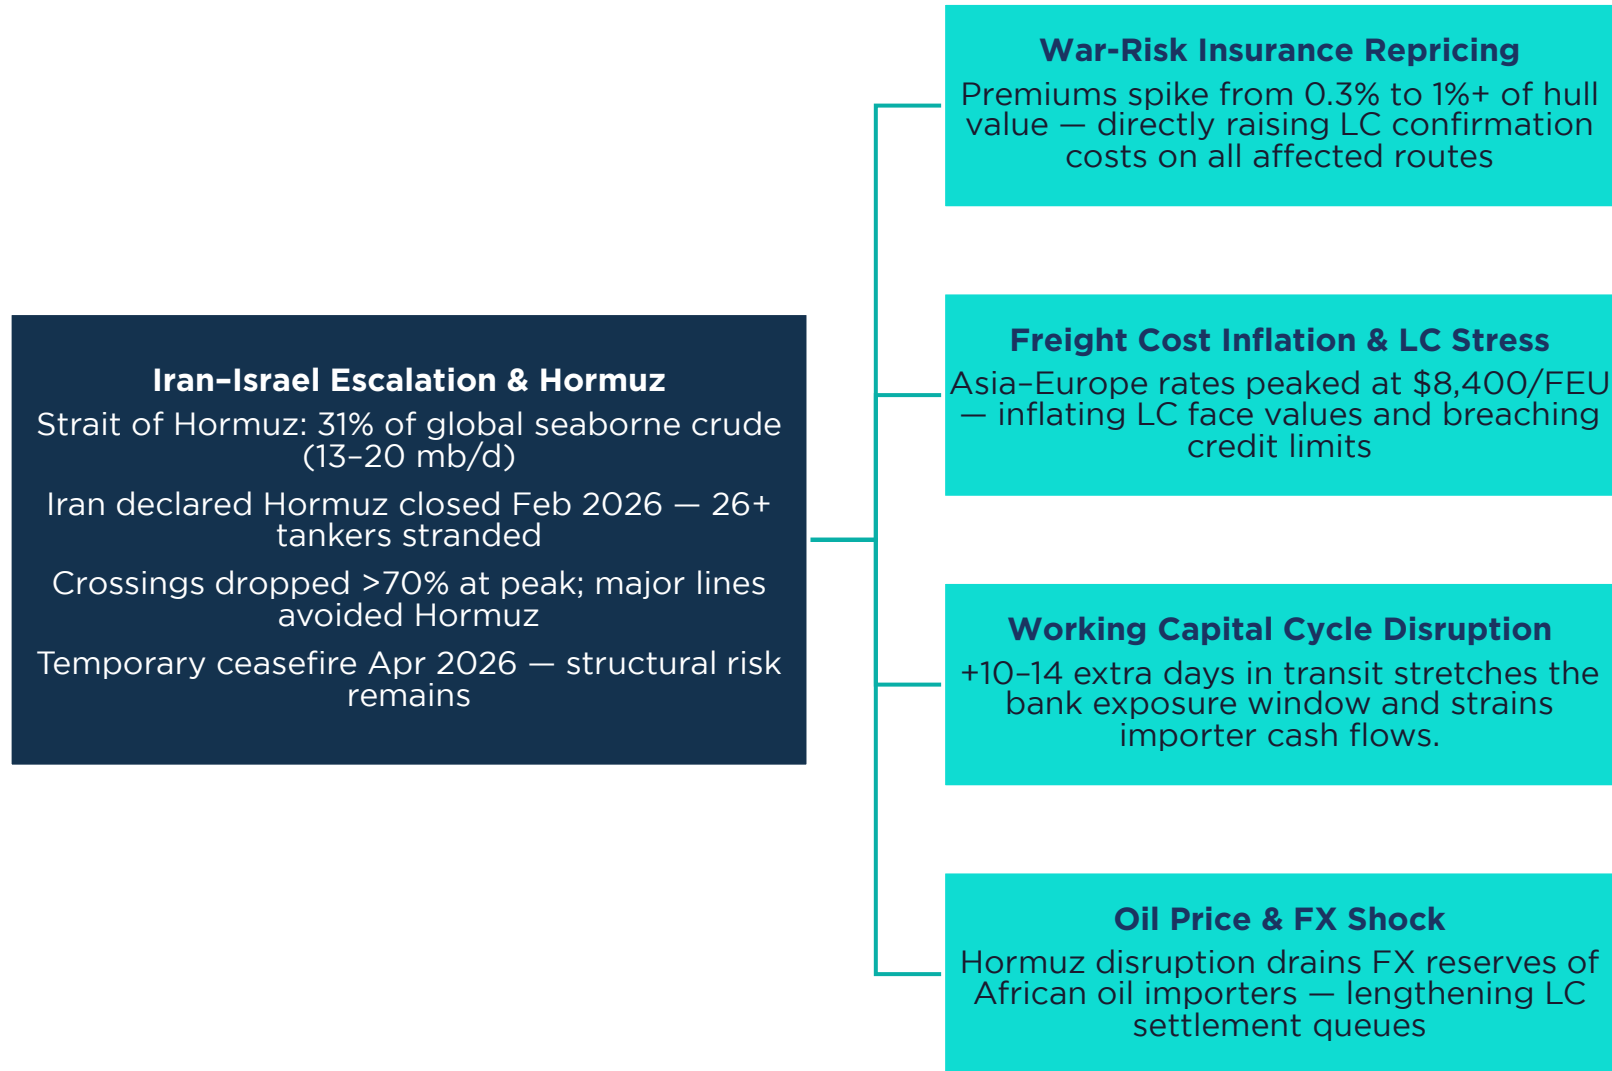 Iran–Israel Escalation & Hormuz
Strait of Hormuz: 31% of global seaborne crude
(13–20 mb/d)
Iran declared Hormuz closed Feb 2026 — 26+
tankers stranded
Crossings dropped >70% at peak; major lines
avoided Hormuz
Temporary ceasefire Apr 2026 — structural risk
remains
War-Risk Insurance Repricing
Premiums spike from 0.3% to 1%+ of hull
value — directly raising LC confirmation
costs on all affected routes
Freight Cost Inflation & LC Stress
Asia–Europe rates peaked at $8,400/FEU
— inflating LC face values and breaching
credit limits
Working Capital Cycle Disruption
+10–14 extra days in transit stretches the
bank exposure window and strains
importer cash flows.
Oil Price & FX Shock
Hormuz disruption drains FX reserves of
African oil importers — lengthening LC
settlement queues